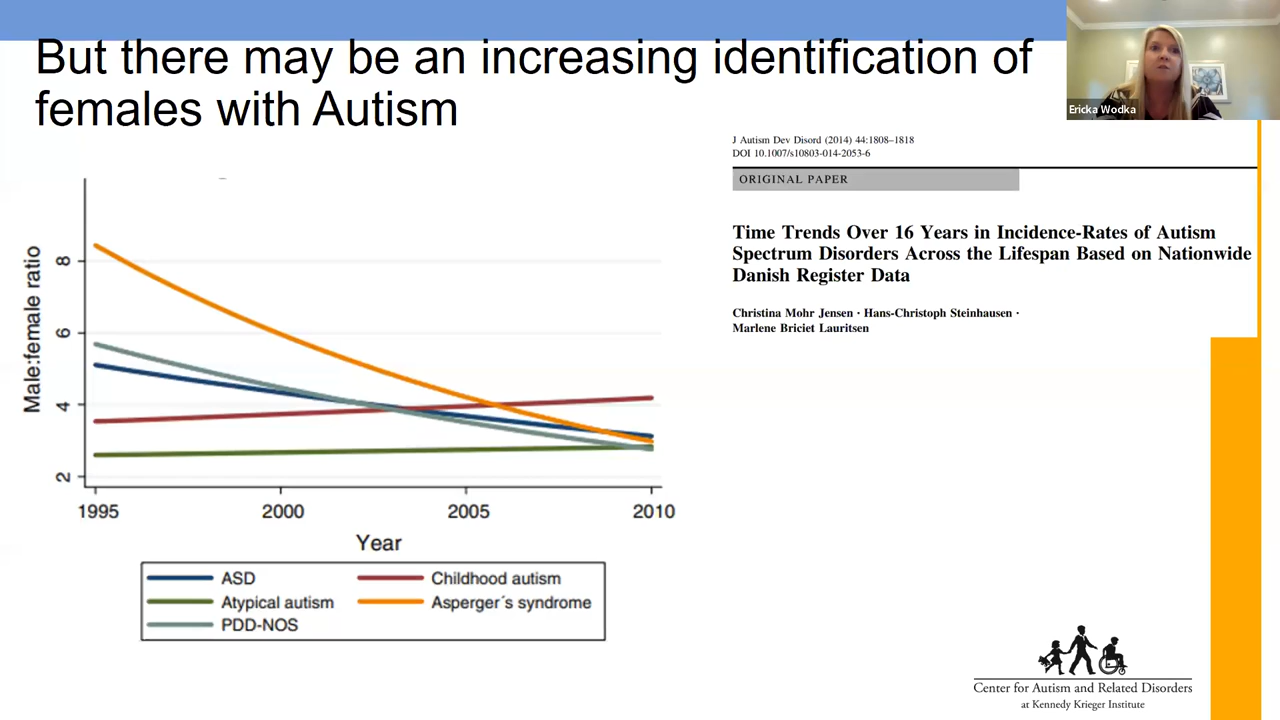 But there may be an increasing identification of
females with Autism
Ericka Wodka
J Autism Dev Disord (2014) 44:1808–1818
DOI 10.1007/s10803-014-2053-6
ORIGINAL PAPER
Time Trends Over 16 Years in Incidence-Rates of Autism
Spectrum Disorders Across the Lifespan Based on Nationwide
Danish Register Data
Christina Mohr Jensen · Hans-Christoph Steinhausen ·
Marlene Briciet Lauritsen
Male:female ratio
8
6
4
2
1995 2000 2005 2010
Year
ASD Childhood autism
Atypical autism Asperger´s syndrome
PDD-NOS
Center for Autism and Related Disorders
at Kennedy Krieger Institute